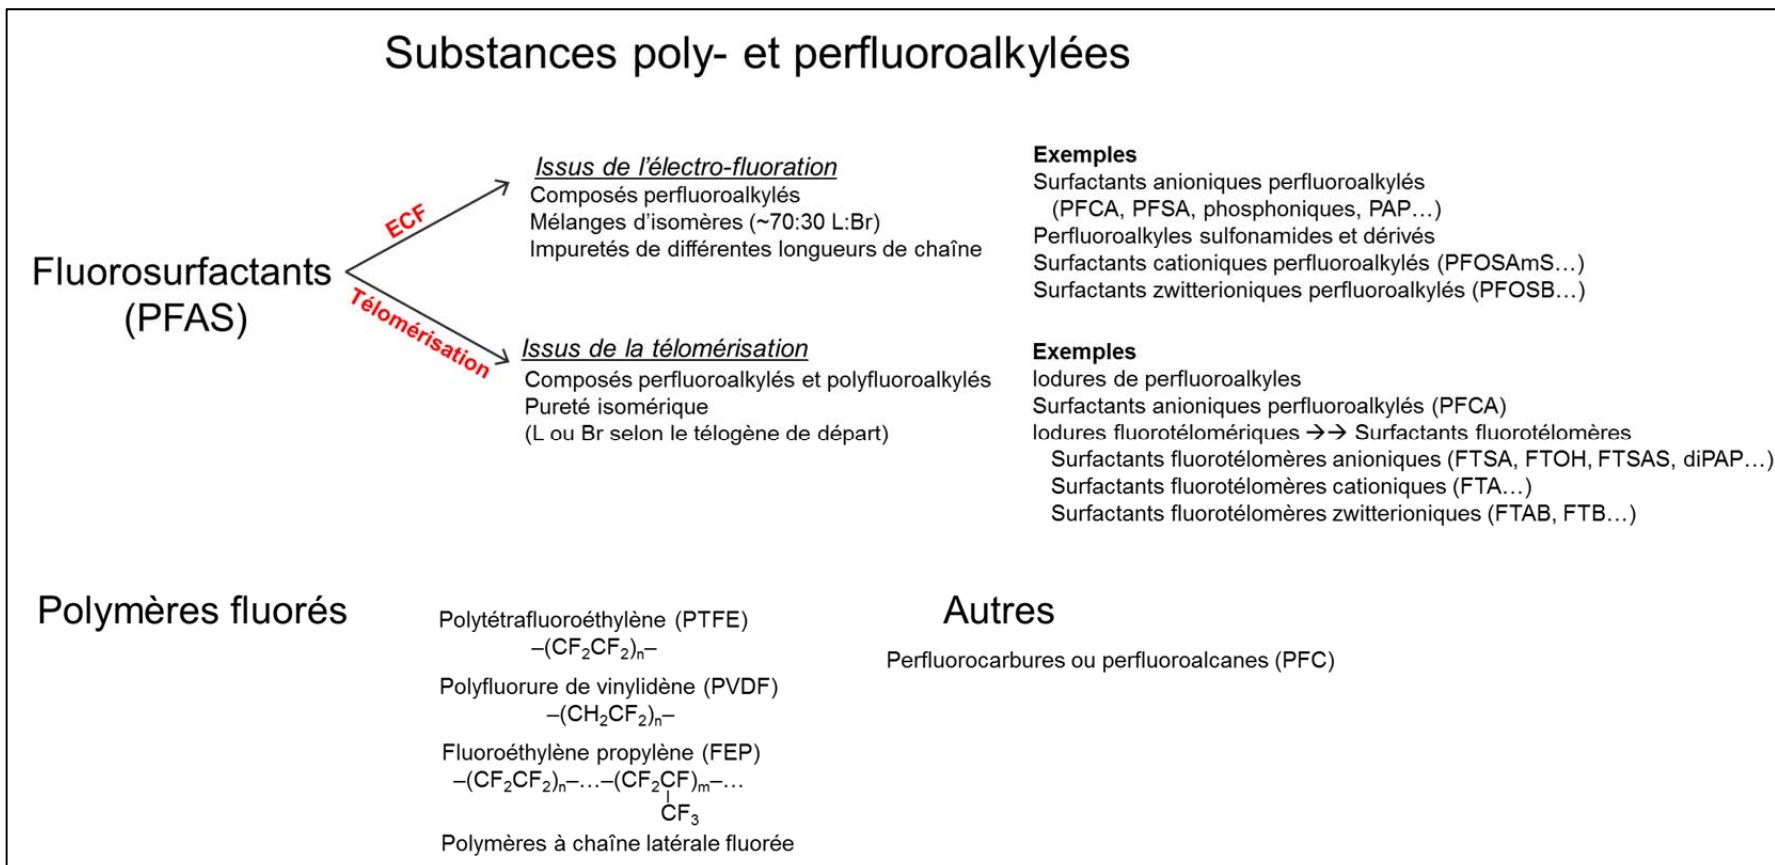 Substances poly- et perfluoroalkylées
Fluorosurfactants
(PFAS)
ECF
Télomérisation
Issus de l'électro-fluoration
Composés perfluoroalkylés
Mélanges d'isomères (~70:30 L:Br)
Impuretés de différentes longueurs de chaîne
Exemples
Surfactants anioniques perfluoroalkylés
(PFCA, PFSA, phosphoniques, PAP…)
Perfluoroalkyles sulfonamides et dérivés
Surfactants cationiques perfluoroalkylés (PFOSAmS…)
Surfactants zwitterioniques perfluoroalkylés (PFOSB…)
Issus de la télomérisation
Composés perfluoroalkylés et polyfluoroalkylés
Pureté isomérique
(L ou Br selon le télogène de départ)
Exemples
Iodures de perfluoroalkyles
Surfactants anioniques perfluoroalkylés (PFCA)
Iodures fluorotélomériques →→ Surfactants fluorotélomères
Surfactants fluorotélomères anioniques (FTSA, FTOH, FTSAS, diPAP…)
Surfactants fluorotélomères cationiques (FTA…)
Surfactants fluorotélomères zwitterioniques (FTAB, FTB…)
Polymères fluorés
Polytétrafluoroéthylène (PTFE)
–(CF₂CF₂)ₙ–
Polyfluorure de vinylidène (PVDF)
–(CH₂CF₂)ₙ–
Fluoroéthylène propylène (FEP)
–(CF₂CF₂)ₙ–…–(CF₂CF)ₘ–…
CF₃
Polymères à chaîne latérale fluorée
Autres
Perfluorocarbures ou perfluoroalcanes (PFC)